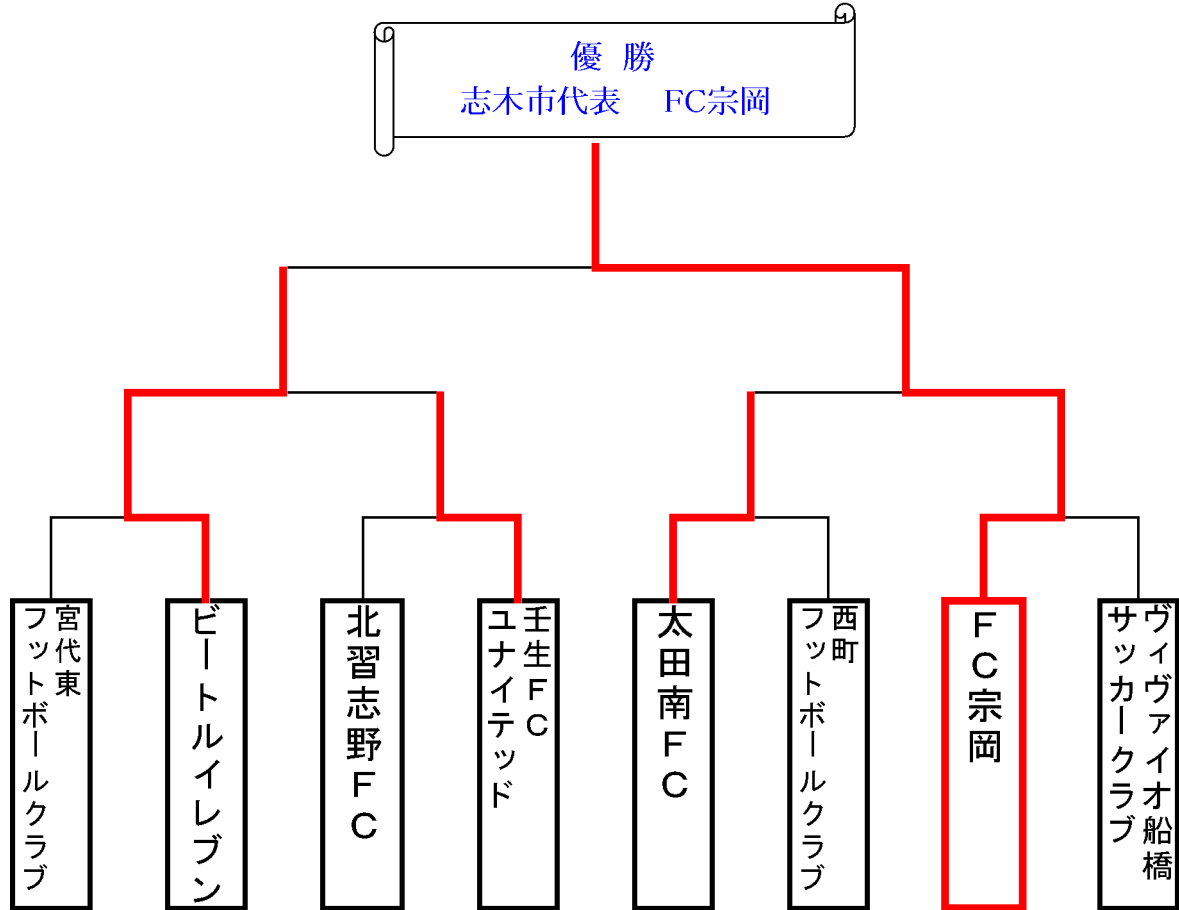 優 勝
志木市代表　FC宗岡
宮代東
フットボールクラブ
ビートルイレブン
北習志野ＦＣ
壬生ＦＣ
ユナイテッド
太田南ＦＣ
西町
フットボールクラブ
ＦＣ宗岡
ヴィヴァイオ船橋
サッカークラブ